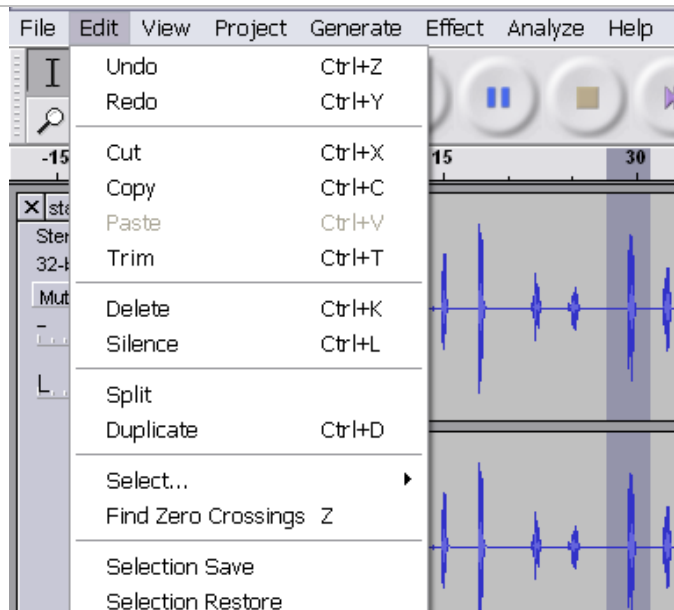 File Edit View Project Generate Effect Analyze Help
Undo Ctrl+Z
Redo Ctrl+Y
-15 15 30
Cut Ctrl+X
Copy Ctrl+C
Paste Ctrl+V
Trim Ctrl+T
Delete Ctrl+K
Silence Ctrl+L
L
Split
Duplicate Ctrl+D
Select...
Find Zero Crossings Z
Selection Save
Selection Restore